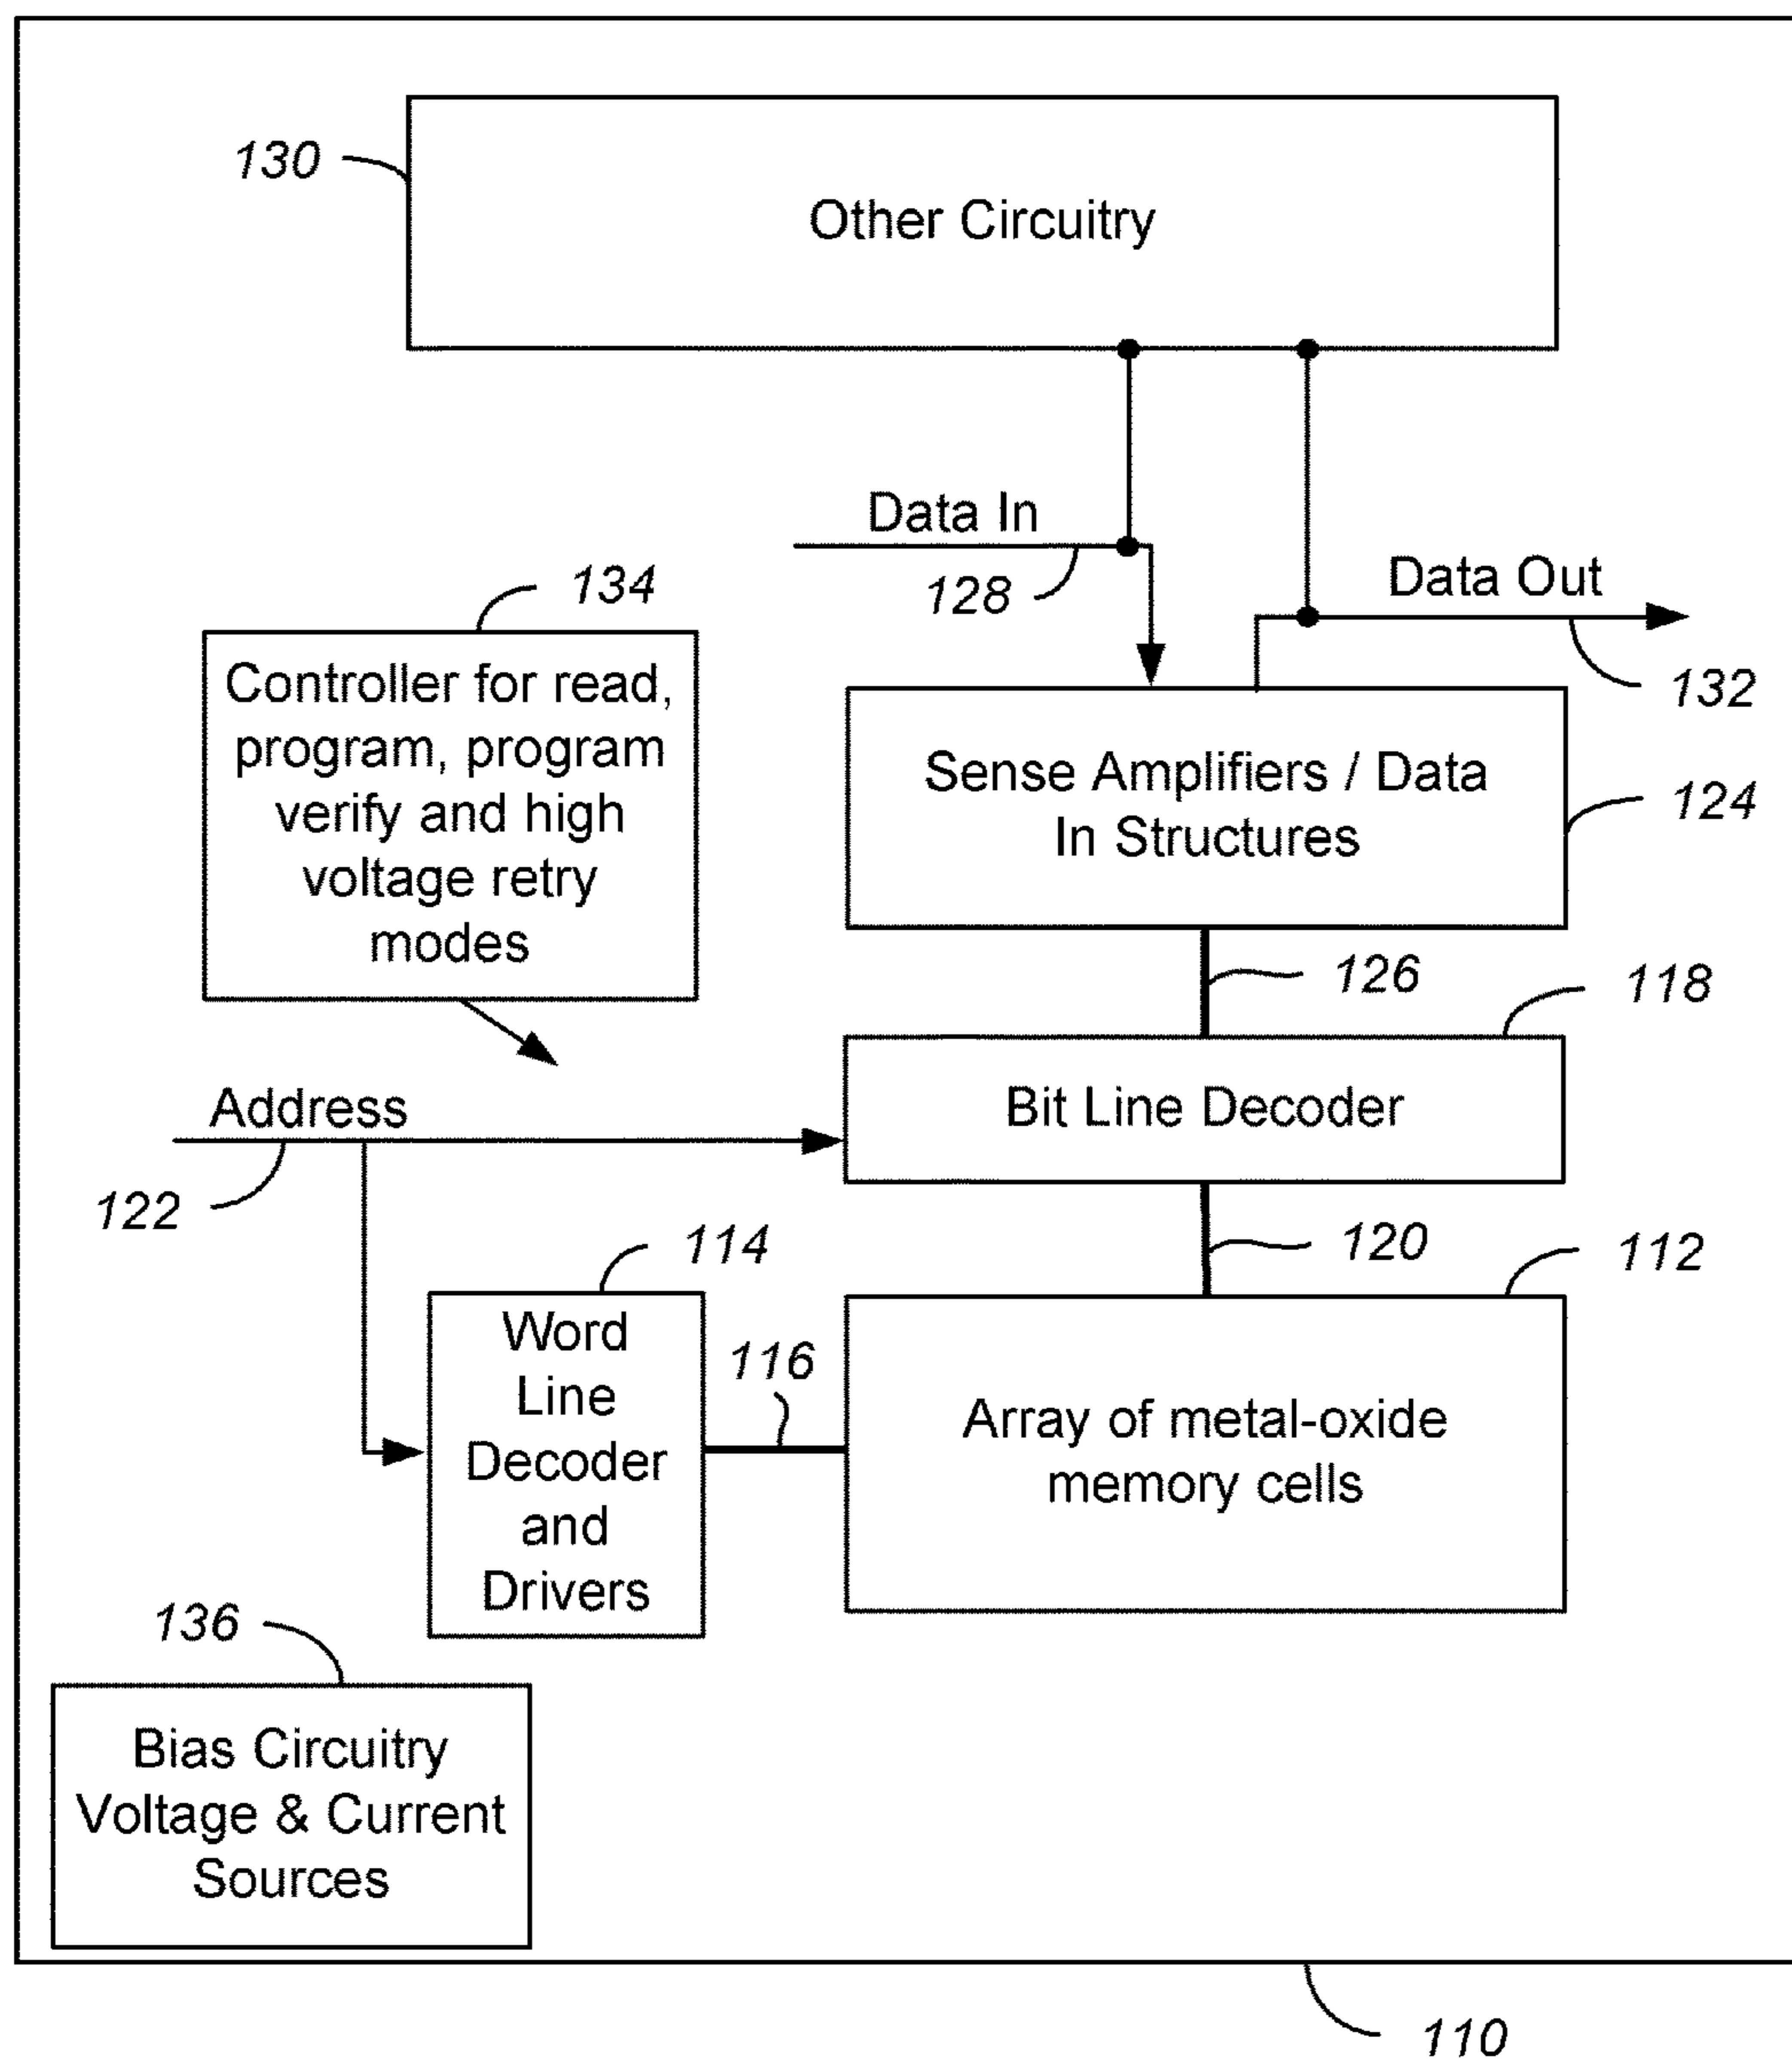 130
Other Circuitry
Data In
128
Data Out
132
134
Controller for read,
program, program
verify and high
voltage retry
modes
Sense Amplifiers / Data
In Structures
124
126
118
Address
122
Bit Line Decoder
114
120
112
Word
Line
Decoder
and
Drivers
116
Array of metal-oxide
memory cells
136
Bias Circuitry
Voltage & Current
Sources
110